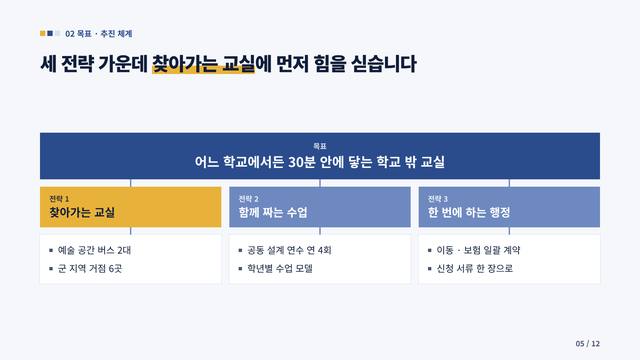 02 목표 · 추진 체계
세 전략 가운데 찾아가는 교실에 먼저 힘을 싣습니다
목표
어느 학교에서든 30분 안에 닿는 학교 밖 교실
전략 1
찾아가는 교실
전략 2
함께 짜는 수업
전략 3
한 번에 하는 행정
예술 공간 버스 2대
군 지역 거점 6곳
공동 설계 연수 연 4회
학년별 수업 모델
이동 · 보험 일괄 계약
신청 서류 한 장으로
05 / 12